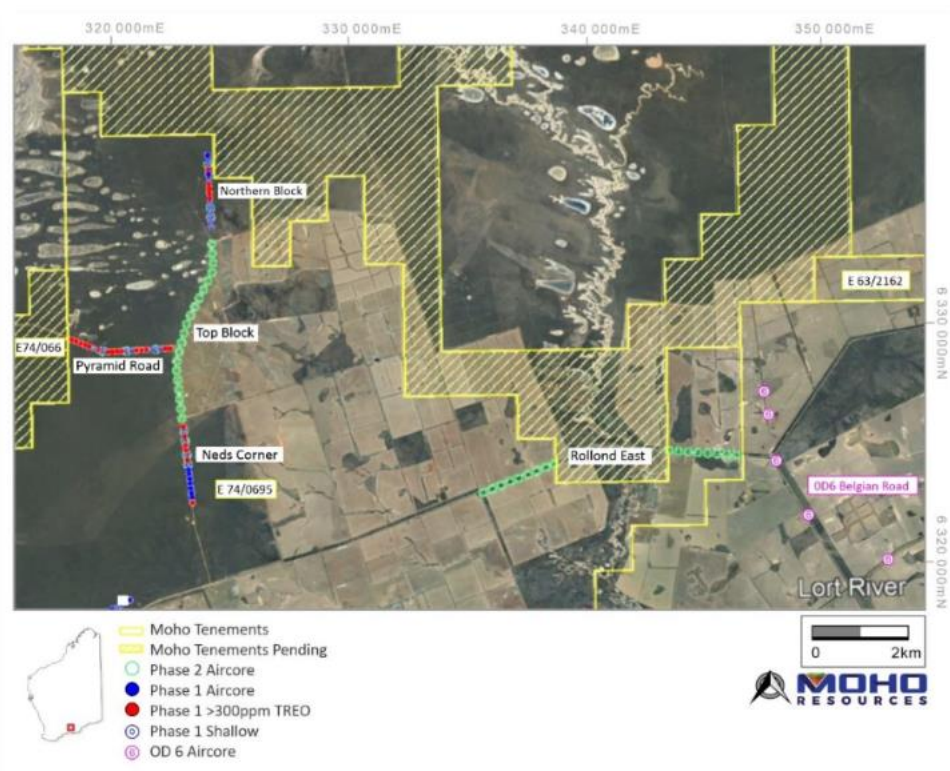 320 000mE 330 000mE 340 000mE 350 000mE
Northern Block
E 63/2162
6 330 000mN
Top Block
E74/066
Pyramid Road
Neds Corner
Rollond East
E 74/0695
OD6 Belgian Road
6 320 000mN
Lort River
Moho Tenements
Moho Tenements Pending
Phase 2 Aircore
Phase 1 Aircore
Phase 1 >300ppm TREO
Phase 1 Shallow
OD 6 Aircore
0 2km
MOHO
RESOURCES